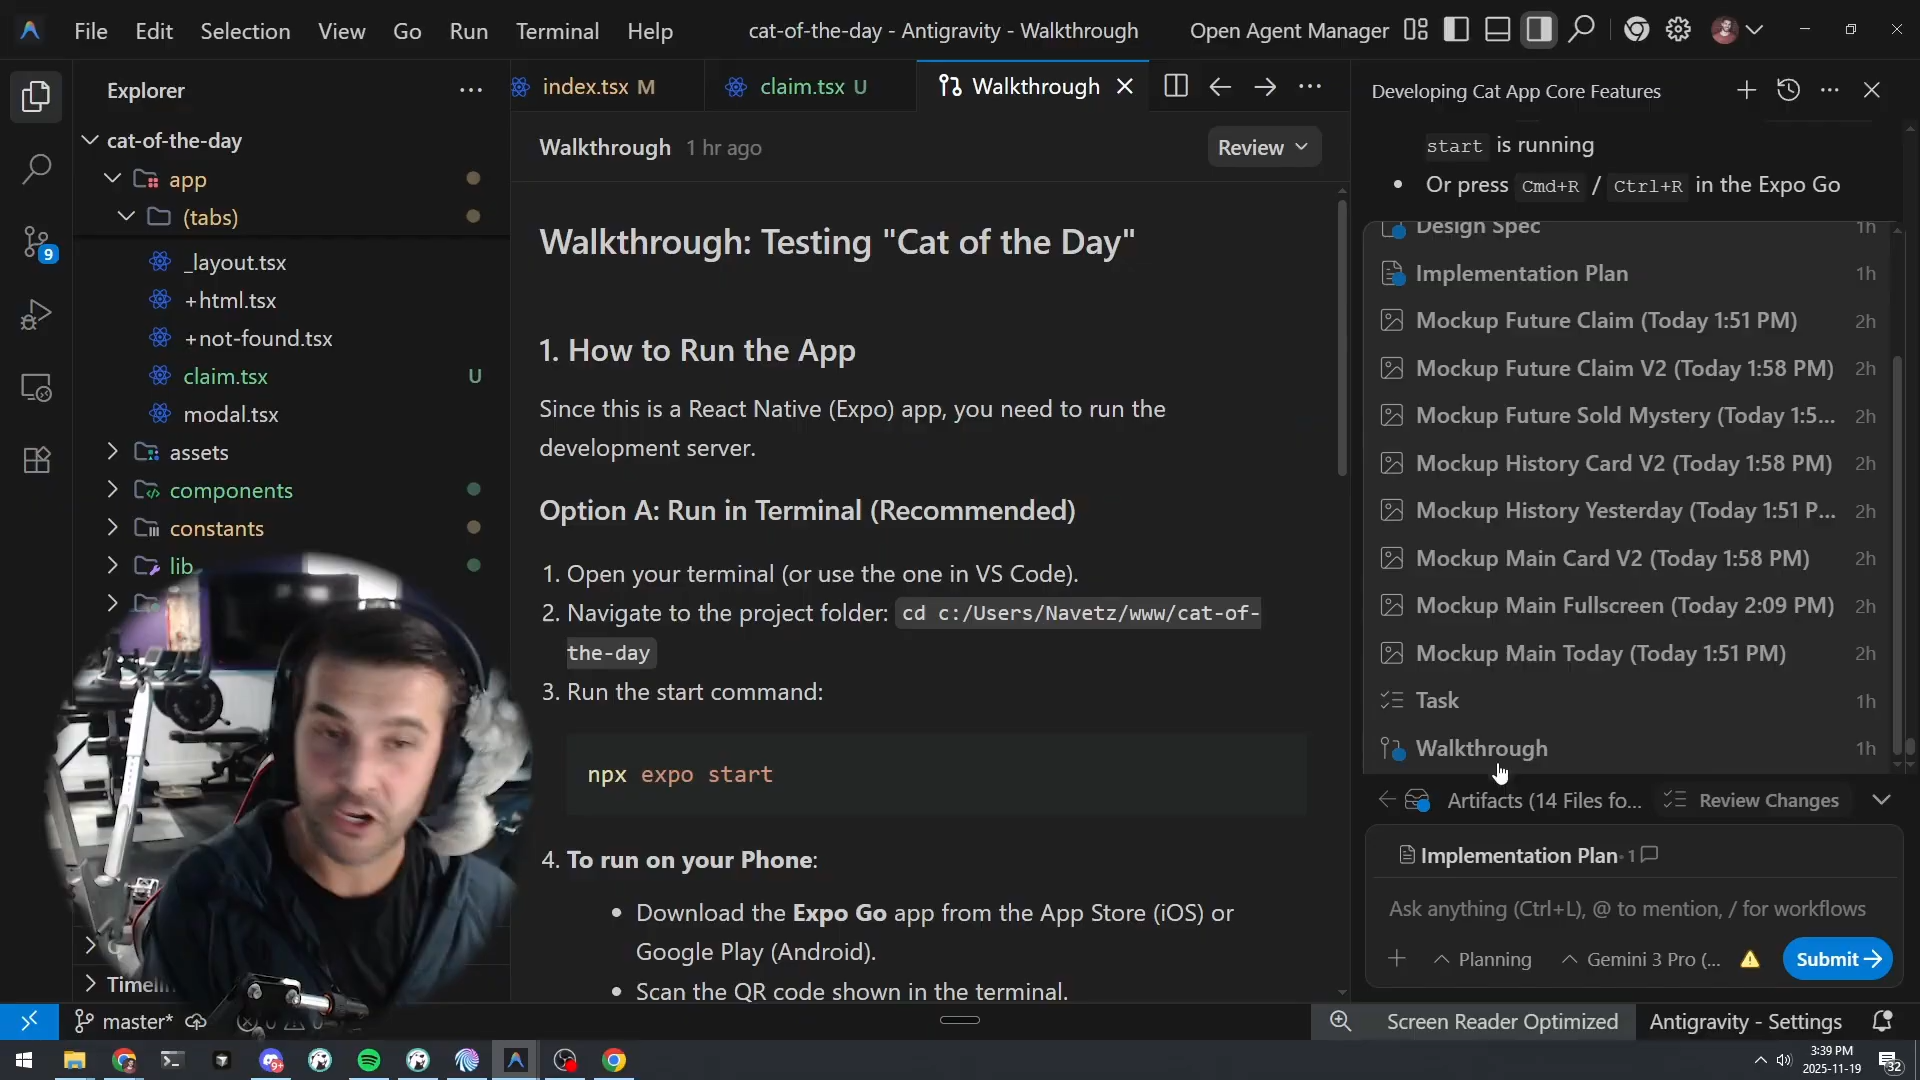 File Edit Selection View Go Run Terminal Help
cat-of-the-day - Antigravity - Walkthrough
Open Agent Manager
Explorer
cat-of-the-day
app
(tabs)
_layout.tsx
+html.tsx
+not-found.tsx
claim.tsx U
modal.tsx
assets
components
constants
lib
master*
index.tsx M
claim.tsx U
Walkthrough
Walkthrough 1 hr ago
Review
Walkthrough: Testing "Cat of the Day"
1. How to Run the App
Since this is a React Native (Expo) app, you need to run the
development server.
Option A: Run in Terminal (Recommended)
1. Open your terminal (or use the one in VS Code).
2. Navigate to the project folder: cd c:/Users/Navetz/www/cat-of-
the-day
3. Run the start command:
npx expo start
4. To run on your Phone:
Download the Expo Go app from the App Store (iOS) or
Google Play (Android).
Scan the QR code shown in the terminal.
Developing Cat App Core Features
start is running
Or press Cmd+R / Ctrl+R in the Expo Go
Design Spec 1h
Implementation Plan 1h
Mockup Future Claim (Today 1:51 PM) 2h
Mockup Future Claim V2 (Today 1:58 PM) 2h
Mockup Future Sold Mystery (Today 1:5... 2h
Mockup History Card V2 (Today 1:58 PM) 2h
Mockup History Yesterday (Today 1:51 P... 2h
Mockup Main Card V2 (Today 1:58 PM) 2h
Mockup Main Fullscreen (Today 2:09 PM) 2h
Mockup Main Today (Today 1:51 PM) 2h
Task 1h
Walkthrough 1h
Artifacts (14 Files fo... Review Changes
Implementation Plan 1
Ask anything (Ctrl+L), @ to mention, / for workflows
Planning Gemini 3 Pro (... Submit
Screen Reader Optimized Antigravity - Settings
9
9+
3:39 PM
2025-11-19
32